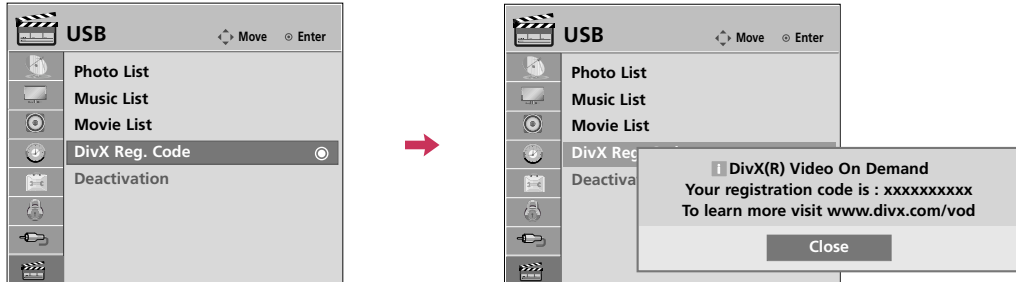 USB Move Enter
Photo List
Music List
Movie List
DivX Reg. Code
Deactivation
USB Move Enter
Photo List
Music List
Movie List
DivX Reg.
Deactiva
i DivX(R) Video On Demand
Your registration code is : xxxxxxxxxx
To learn more visit www.divx.com/vod
Close